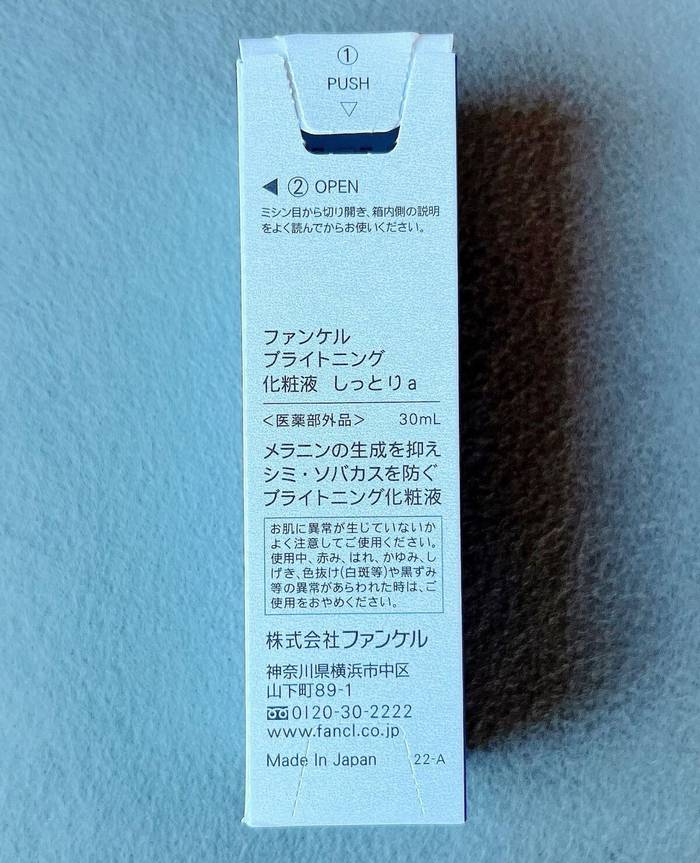 ①
PUSH
▽
◀ ② OPEN
ミシン目から切り開き、箱内側の説明
をよく読んでからお使いください。
ファンケル
ブライトニング
化粧液 しっとり a
<医薬部外品> 30mL
メラニンの生成を抑え
シミ・ソバカスを防ぐ
ブライトニング化粧液
お肌に異常が生じていないか
よく注意してご使用ください。
使用中、赤み、はれ、かゆみ、し
げき、色抜け(白斑等)や黒ずみ
等の異常があらわれた時は、ご
使用をおやめください。
株式会社ファンケル
神奈川県横浜市中区
山下町89-1
0120-30-2222
www.fancl.co.jp
Made In Japan 22-A